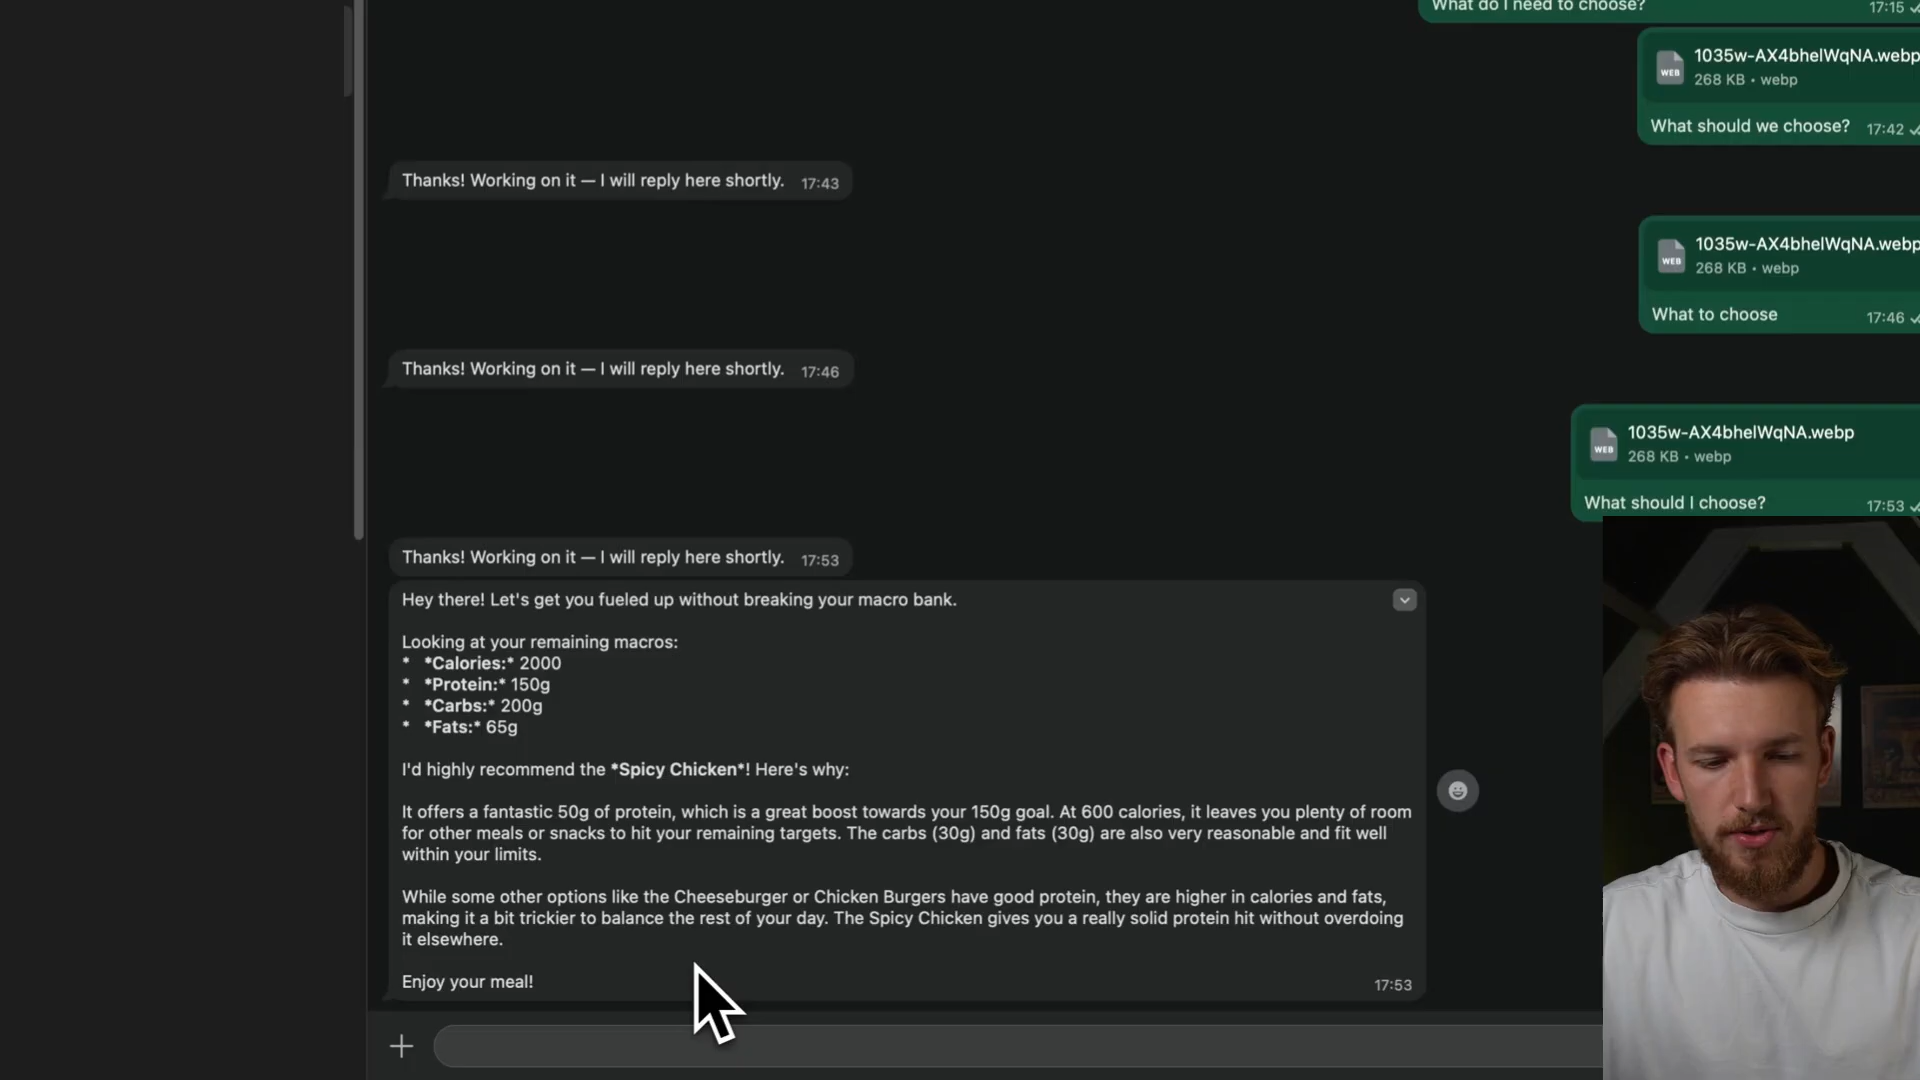 What do I need to choose?
17:15
WEB
1035w-AX4bhelWqNA.webp
268 KB • webp
What should we choose?
17:42
Thanks! Working on it — I will reply here shortly.
17:43
WEB
1035w-AX4bhelWqNA.webp
268 KB • webp
What to choose
17:46
Thanks! Working on it — I will reply here shortly.
17:46
WEB
1035w-AX4bhelWqNA.webp
268 KB • webp
What should I choose?
17:53
Thanks! Working on it — I will reply here shortly.
17:53
Hey there! Let's get you fueled up without breaking your macro bank.
Looking at your remaining macros:
* *Calories:* 2000
* *Protein:* 150g
* *Carbs:* 200g
* *Fats:* 65g
I'd highly recommend the *Spicy Chicken*! Here's why:
It offers a fantastic 50g of protein, which is a great boost towards your 150g goal. At 600 calories, it leaves you plenty of room
for other meals or snacks to hit your remaining targets. The carbs (30g) and fats (30g) are also very reasonable and fit well
within your limits.
While some other options like the Cheeseburger or Chicken Burgers have good protein, they are higher in calories and fats,
making it a bit trickier to balance the rest of your day. The Spicy Chicken gives you a really solid protein hit without overdoing
it elsewhere.
Enjoy your meal!
17:53